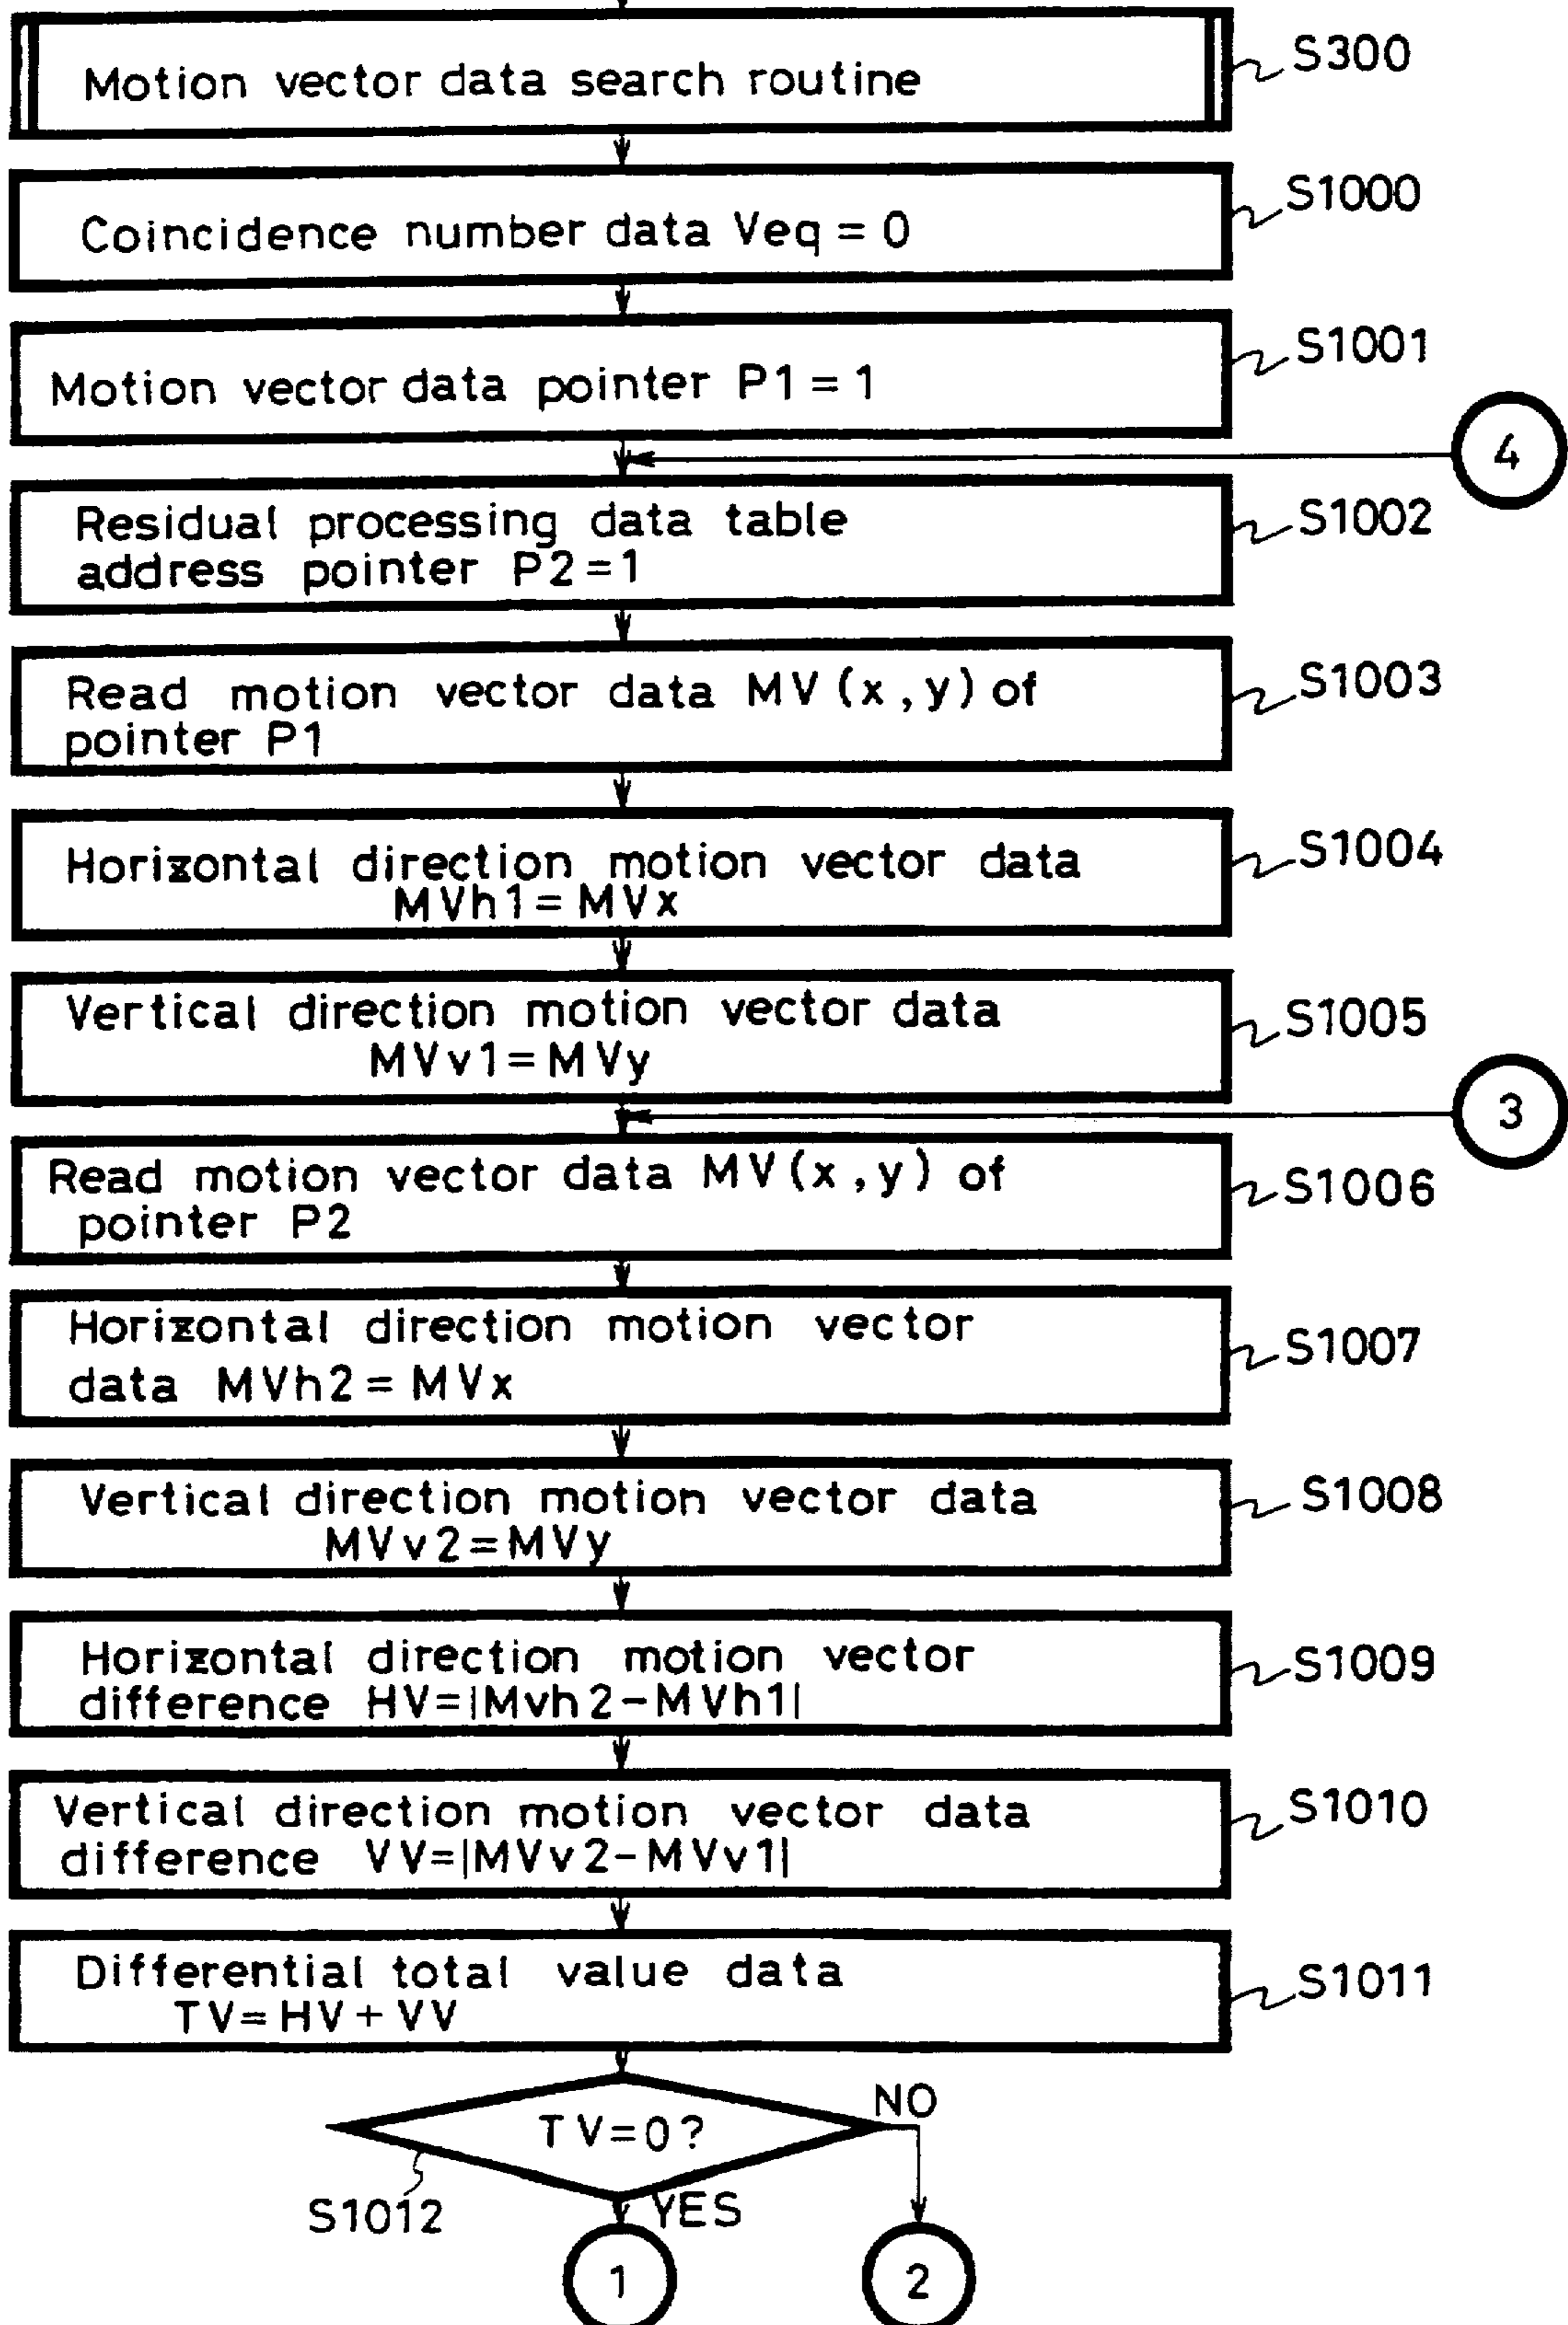 Motion vector data search routine
S300
Coincidence number data Veq = 0
S1000
Motion vector data pointer P1 = 1
S1001
4
Residual processing data table
address pointer P2=1
S1002
Read motion vector data MV (x,y) of
pointer P1
S1003
Horizontal direction motion vector data
MVh1=MVx
S1004
Vertical direction motion vector data
MVv1=MVy
S1005
3
Read motion vector data MV(x,y) of
pointer P2
S1006
Horizontal direction motion vector
data MVh2=MVx
S1007
Vertical direction motion vector data
MVv2=MVy
S1008
Horizontal direction motion vector
difference HV=|Mvh2-MVh1|
S1009
Vertical direction motion vector data
difference VV=|MVv2-MVv1|
S1010
Differential total value data
TV=HV+VV
S1011
TV=0?
NO
S1012
YES
1
2